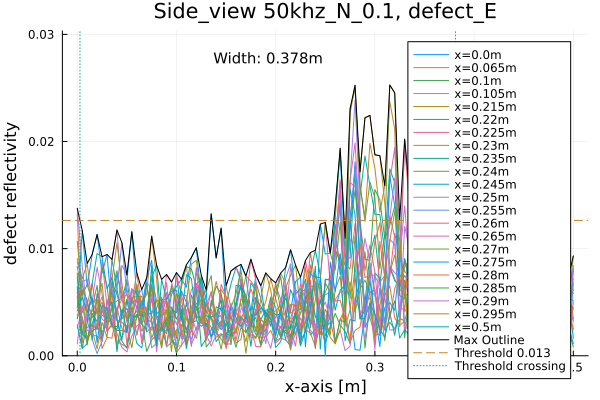 Side_view 50khz_N_0.1, defect_E
0.03
Width: 0.378m
0.02
0.01
0.00
defect reflectivity
0.0
0.1
0.2
0.3
.5
x-axis [m]
x=0.0m
x=0.065m
x=0.1m
x=0.105m
x=0.215m
x=0.22m
x=0.225m
x=0.23m
x=0.235m
x=0.24m
x=0.245m
x=0.25m
x=0.255m
x=0.26m
x=0.265m
x=0.27m
x=0.275m
x=0.28m
x=0.285m
x=0.29m
x=0.295m
x=0.5m
Max Outline
Threshold 0.013
Threshold crossing